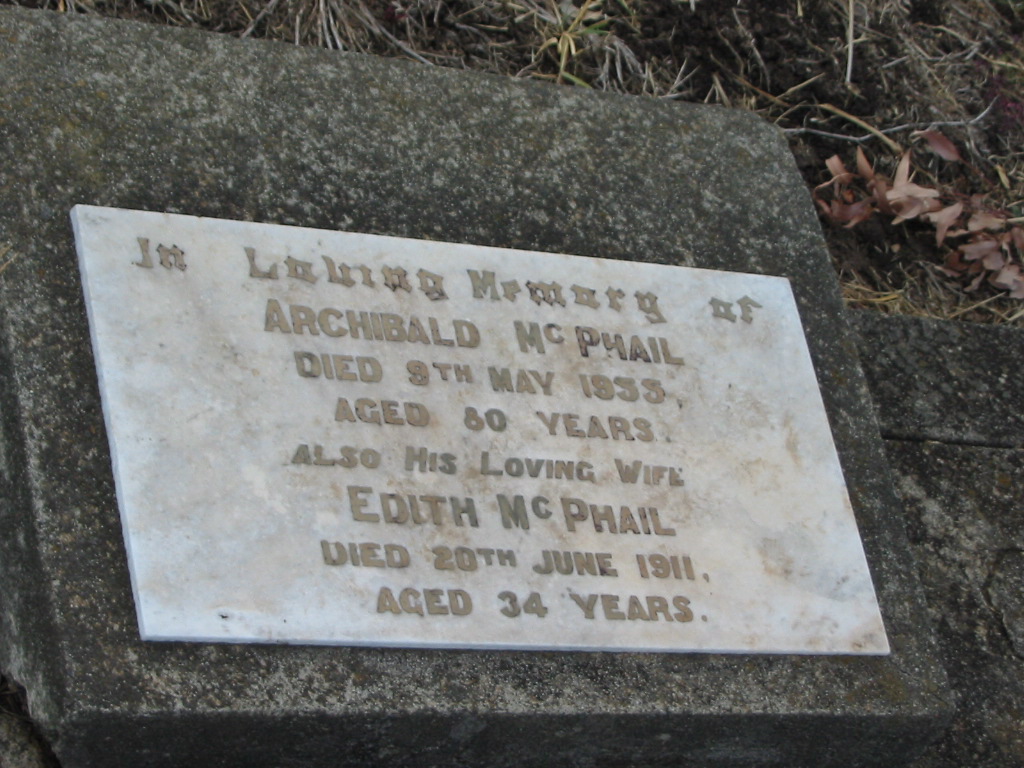 In Loving Memory of
ARCHIBALD McPHAIL
DIED 9TH MAY 1955.
AGED 80 YEARS.
ALSO HIS LOVING WIFE
EDITH McPHAIL
DIED 20TH JUNE 1911,
AGED 34 YEARS.